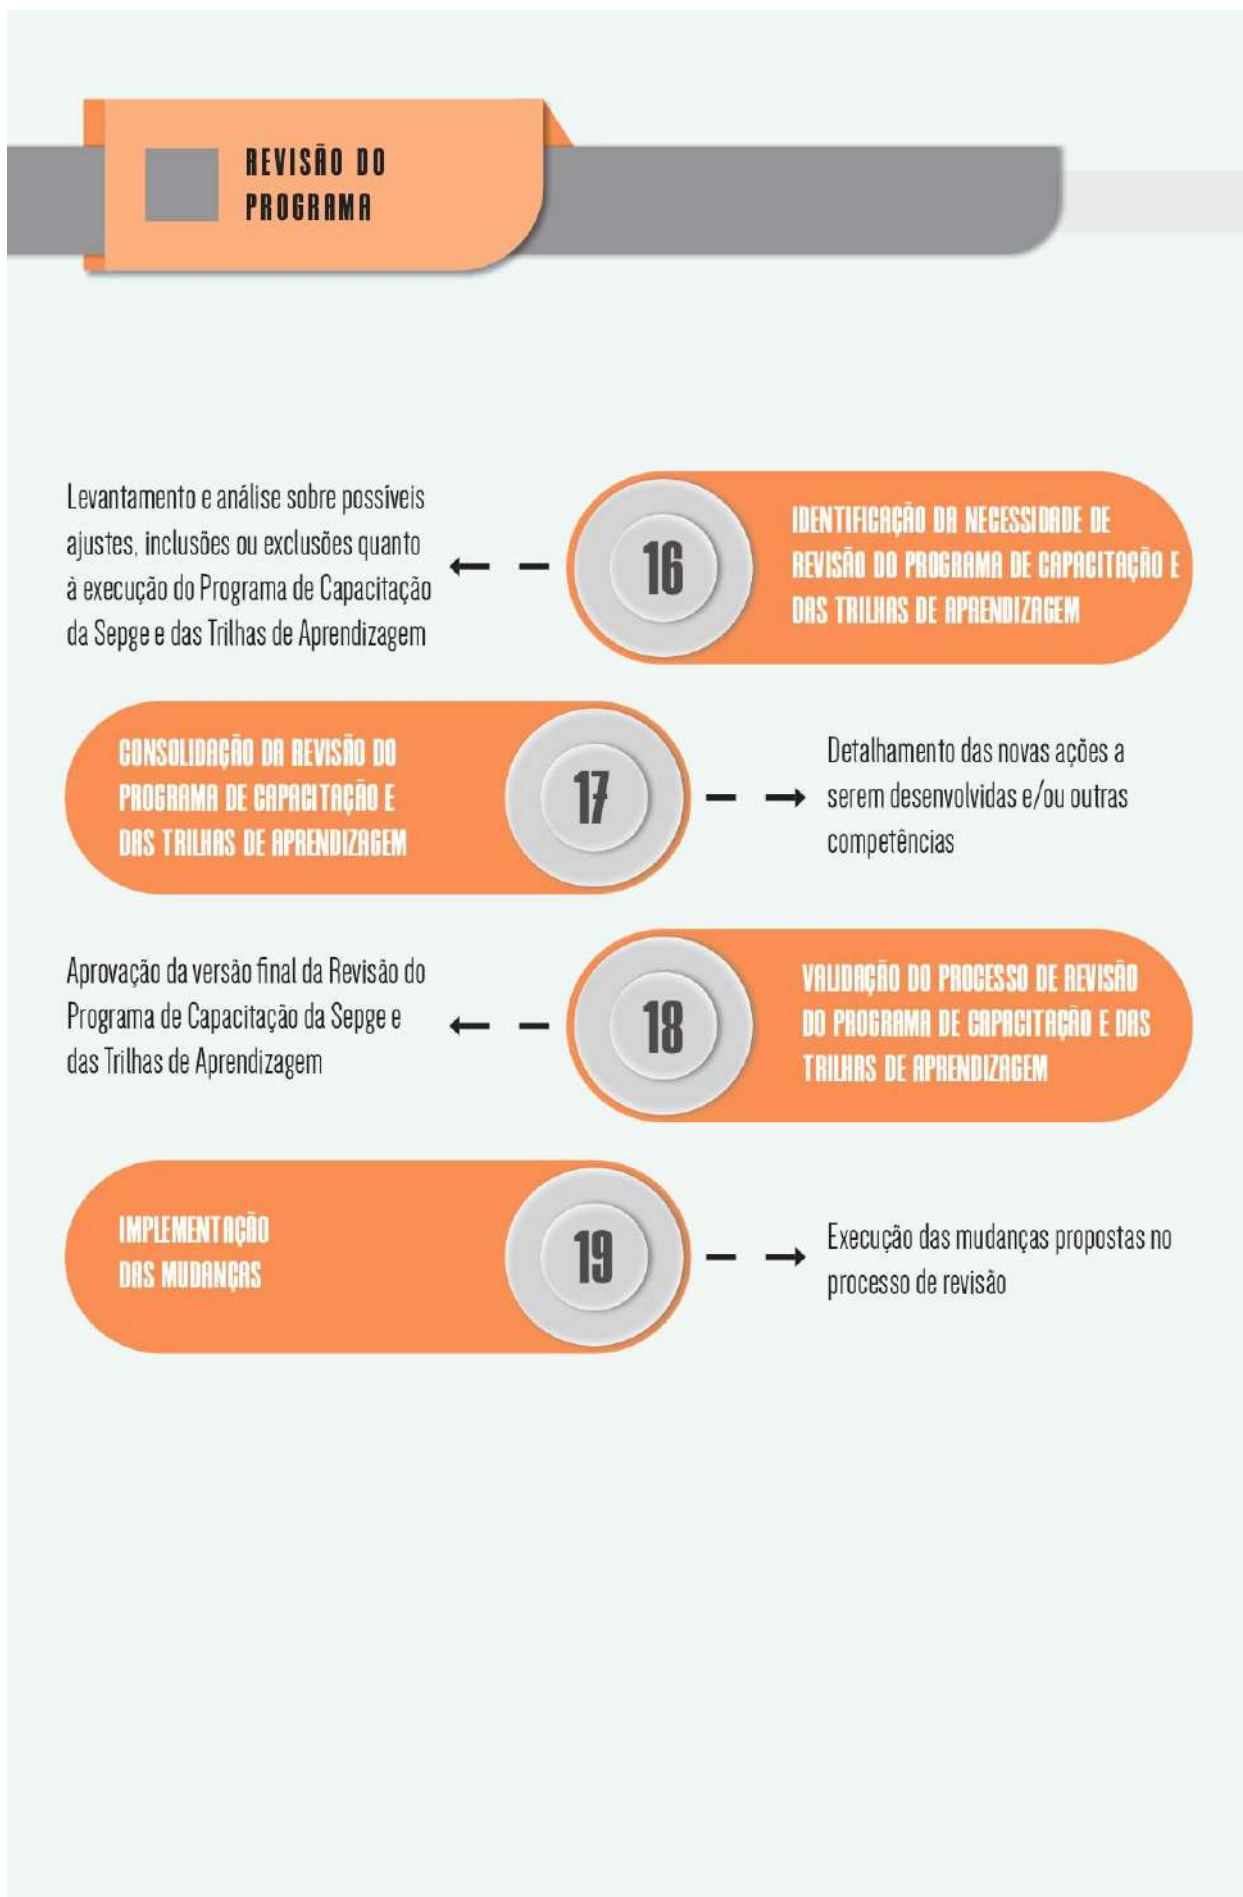 REVISÃO DO
PROGRAMA
Levantamento e análise sobre possíveis
ajustes, inclusões ou exclusões quanto
à execução do Programa de Capacitação
da Sepge e das Trilhas de Aprendizagem
16
IDENTIFICAÇÃO DA NECESSIDADE DE
REVISÃO DO PROGRAMA DE CAPACITAÇÃO E
DAS TRILHAS DE APRENDIZAGEM
CONSOLIDAÇÃO DA REVISÃO DO
PROGRAMA DE CAPACITAÇÃO E
DAS TRILHAS DE APRENDIZAGEM
17
Detalhamento das novas ações a
serem desenvolvidas e/ou outras
competências
Aprovação da versão final da Revisão do
Programa de Capacitação da Sepge e
das Trilhas de Aprendizagem
18
VALIDAÇÃO DO PROCESSO DE REVISÃO
DO PROGRAMA DE CAPACITAÇÃO E DAS
TRILHAS DE APRENDIZAGEM
IMPLEMENTAÇÃO
DAS MUDANÇAS
19
Execução das mudanças propostas no
processo de revisão